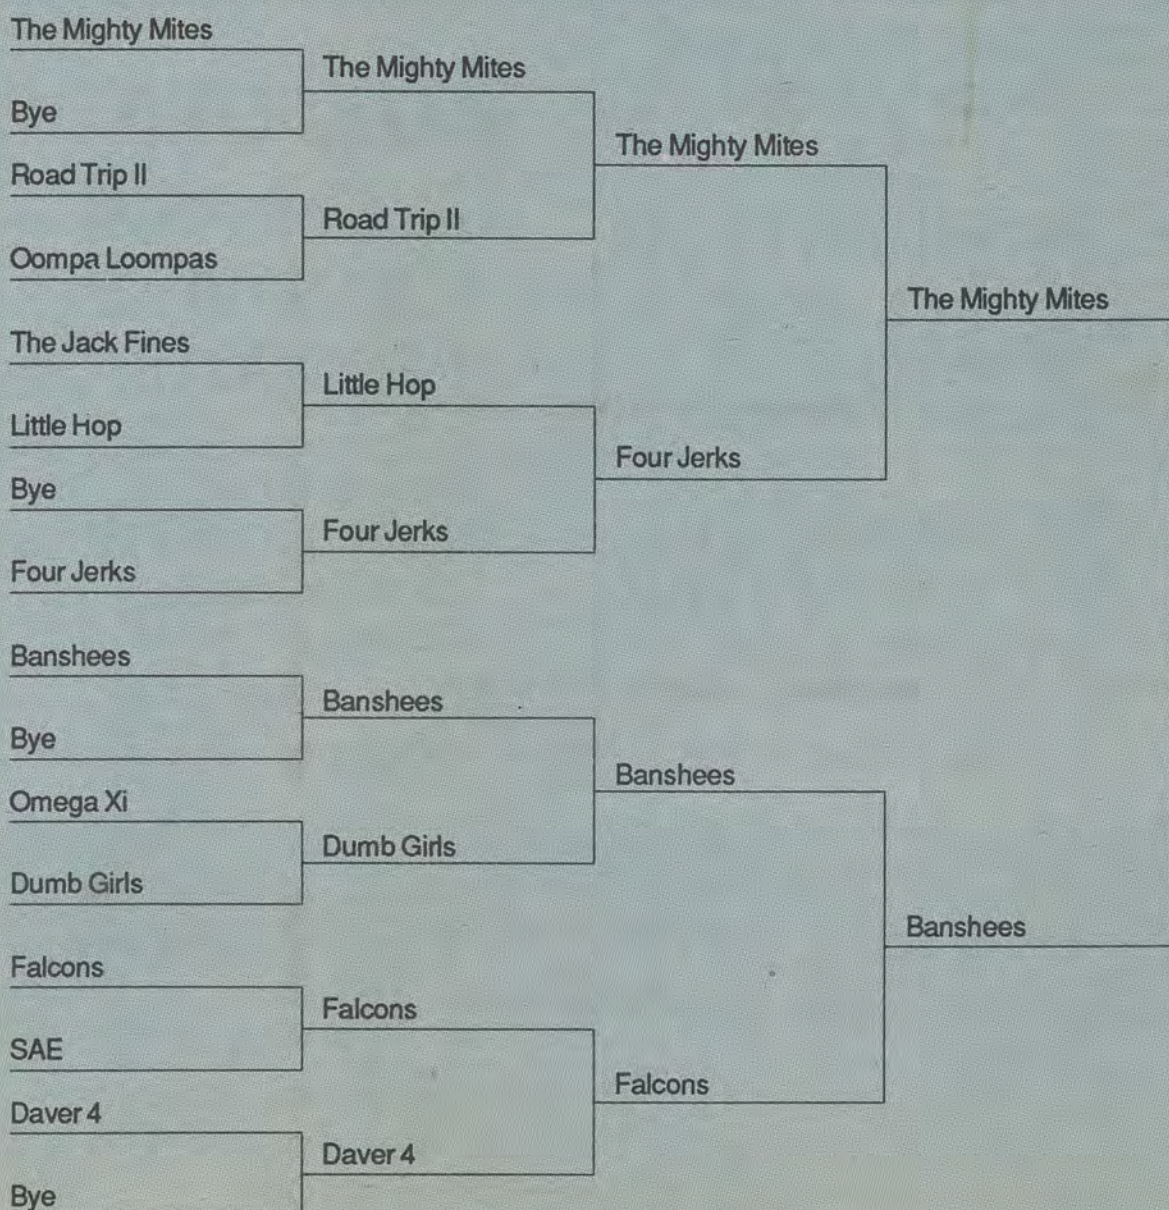 The Mighty Mites
Bye
Road Trip II
Oompa Loompas
The Jack Fines
Little Hop
Bye
Four Jerks
Banshees
Bye
Omega Xi
Dumb Girls
Falcons
SAE
Daver 4
Bye
The Mighty Mites
Road Trip II
Little Hop
Four Jerks
Banshees
Dumb Girls
Falcons
Daver 4
The Mighty Mites
Four Jerks
Banshees
Falcons
The Mighty Mites
Banshees